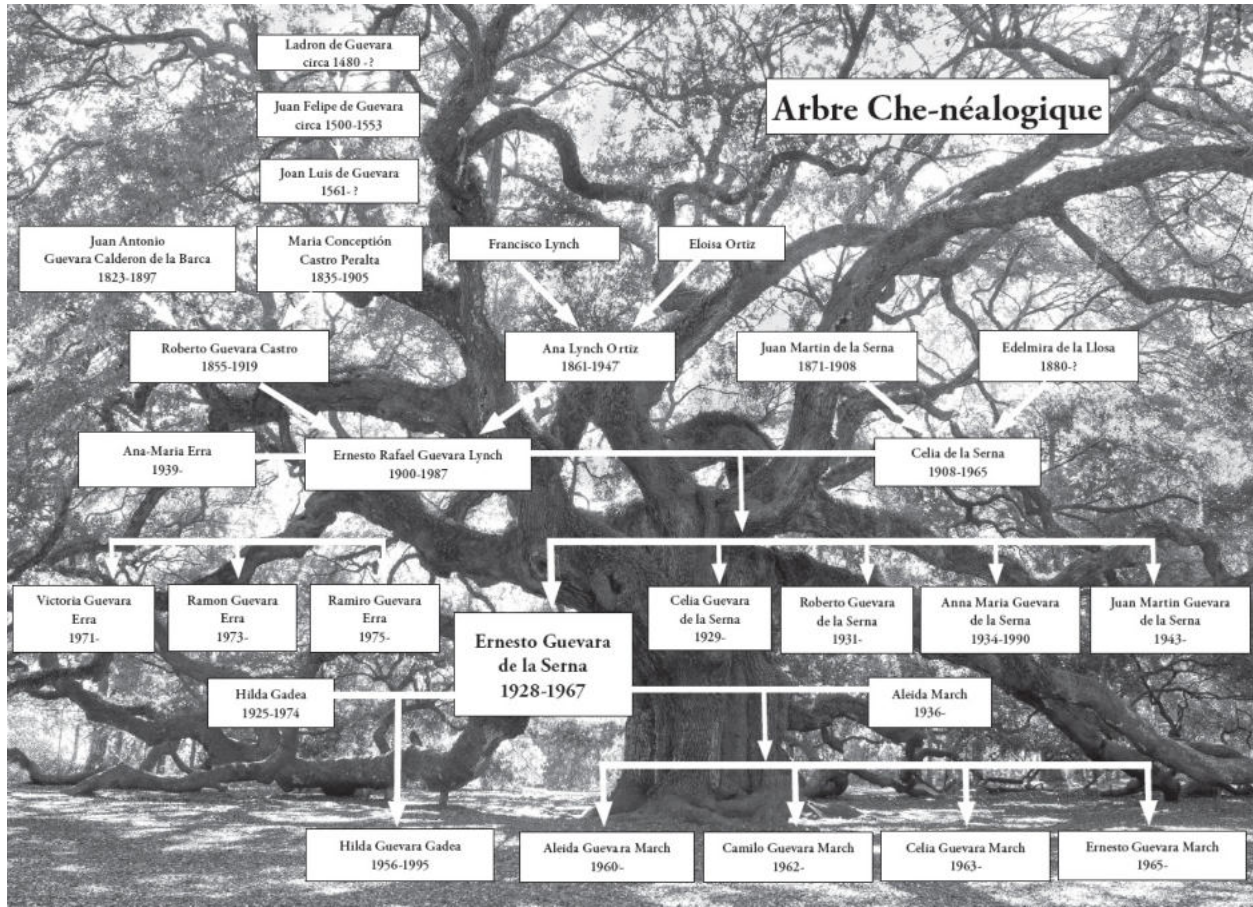 Ladron de Guevara
circa 1480 -?
Arbre Che-néalogique
Juan Felipe de Guevara
circa 1500-1553
Joan Luis de Guevara
1561- ?
Juan Antonio
Guevara Calderon de la Barca
1823-1897
Maria Conceptión
Castro Peralta
1835-1905
Francisco Lynch
Eloisa Ortiz
Roberto Guevara Castro
1855-1919
Ana Lynch Ortiz
1861-1947
Juan Martin de la Serna
1871-1908
Edelmira de la Llosa
1880-?
Ana-Maria Erra
1939-
Ernesto Rafael Guevara Lynch
1900-1987
Celia de la Serna
1908-1965
Victoria Guevara
Erra
1971-
Ramon Guevara
Erra
1973-
Ramiro Guevara
Erra
1975-
Ernesto Guevara
de la Serna
1928-1967
Celia Guevara
de la Serna
1929-
Roberto Guevara
de la Serna
1931-
Anna Maria Guevara
de la Serna
1934-1990
Juan Martin Guevara
de la Serna
1943-
Hilda Gadea
1925-1974
Aleida March
1936-
Hilda Guevara Gadea
1956-1995
Aleida Guevara March
1960-
Camilo Guevara March
1962-
Celia Guevara March
1963-
Ernesto Guevara March
1965-